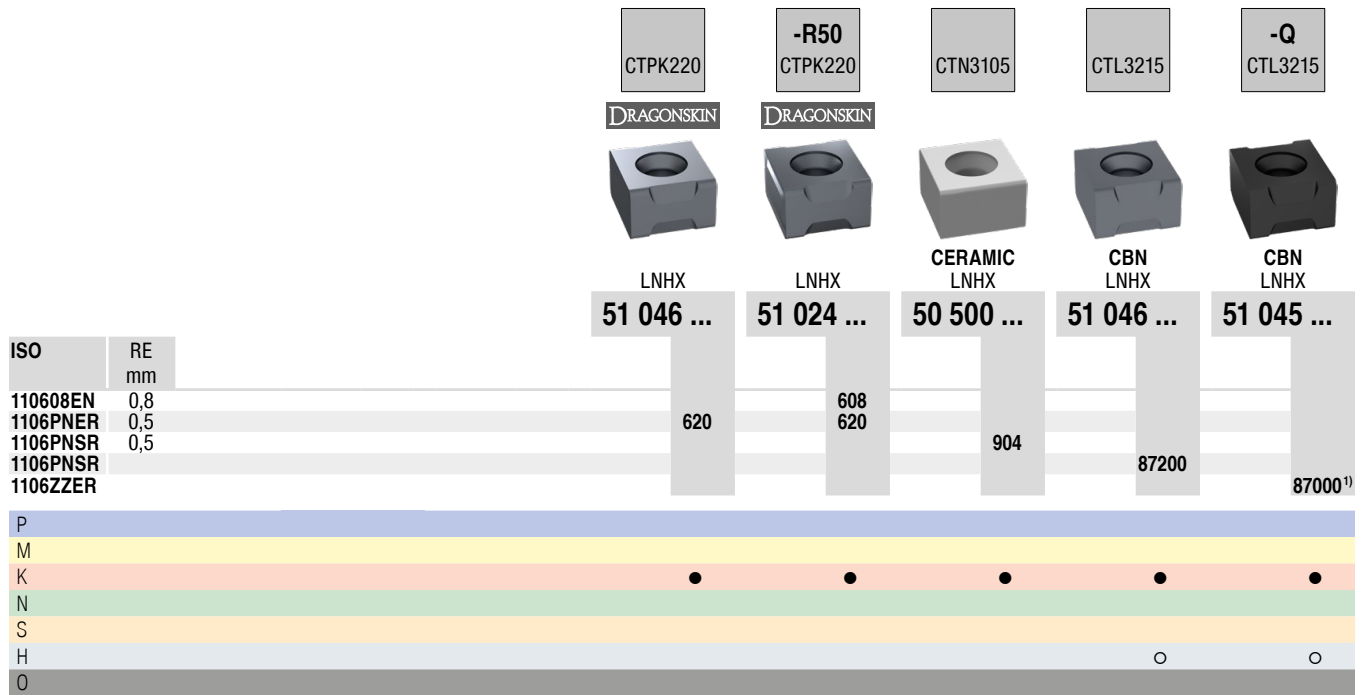 -R50 -Q
CTPK220 CTPK220 CTN3105 CTL3215 CTL3215
DRAGONSKIN DRAGONSKIN
CERAMIC CBN CBN
LNHX LNHX LNHX LNHX LNHX
51 046 ... 51 024 ... 50 500 ... 51 046 ... 51 045 ...
ISO RE
mm
110608EN 0,8 608
1106PNER 0,5 620 620
1106PNSR 0,5 904
1106PNSR 87200
1106ZZER 87000 1)
P
M
K ● ● ● ● ●
N
S
H ○ ○
O